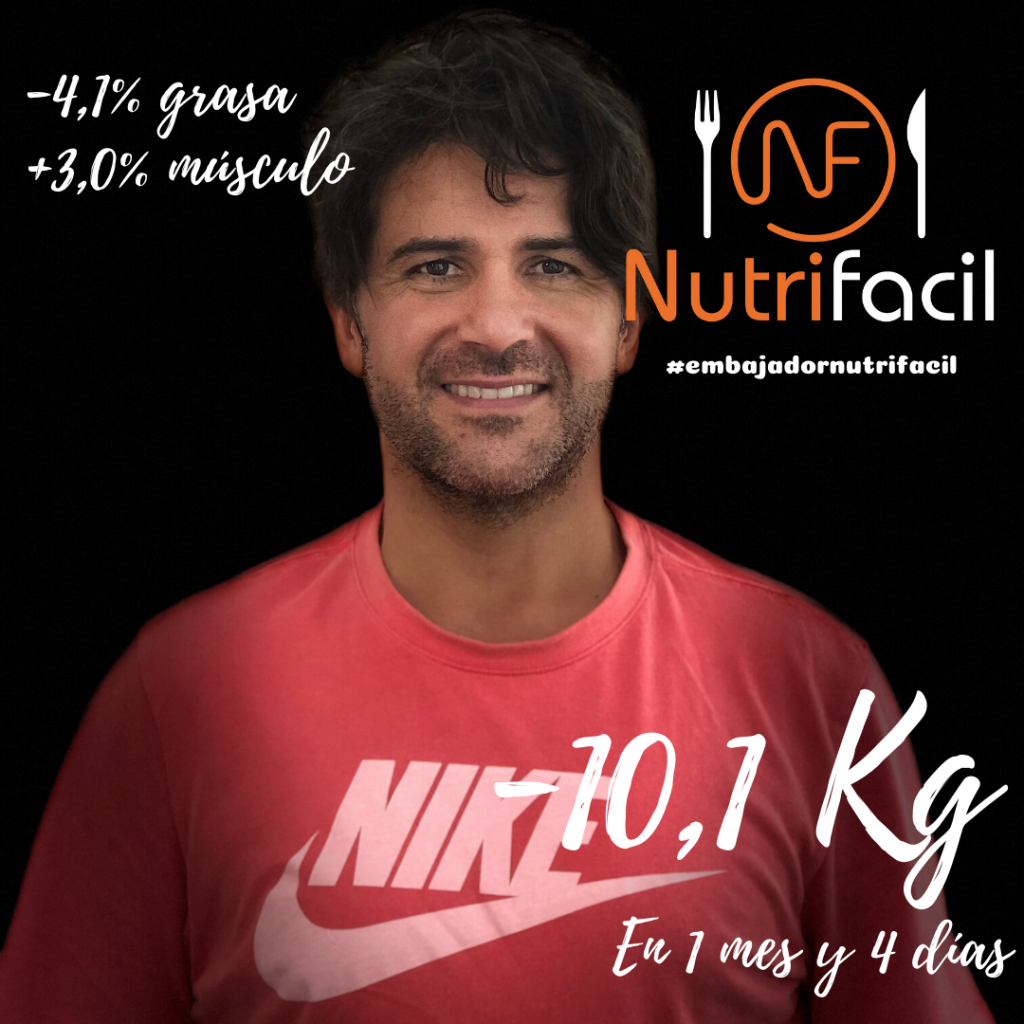 -4,1% grasa
+3,0% músculo
NF
Nutrifacil
#embajadornutrifacil
NIKE
-10,1 Kg
En 1 mes y 4 días